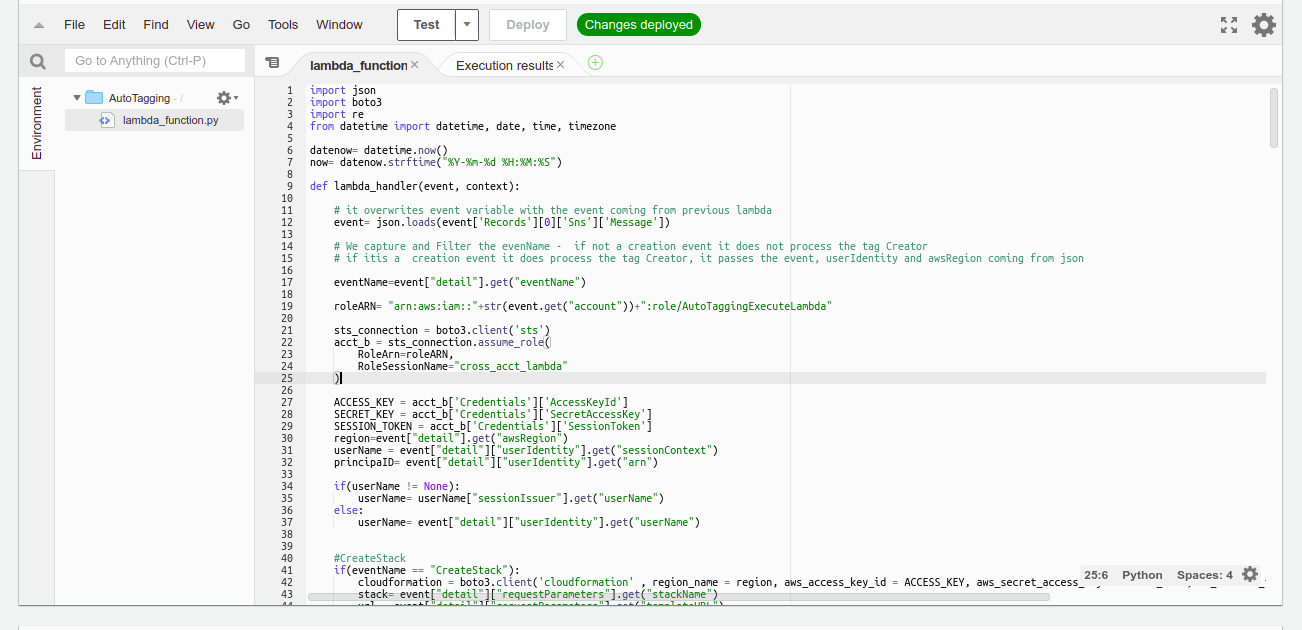 File Edit Find View Go Tools Window Test Deploy Changes deployed
Go to Anything (Ctrl-P)
lambda_function × Execution results ×
Environment
AutoTagging - /
lambda_function.py
1 import json
2 import boto3
3 import re
4 from datetime import datetime, date, time, timezone
5
6 datenow= datetime.now()
7 now= datenow.strftime("%Y-%m-%d %H:%M:%S")
8
9 def lambda_handler(event, context):
10
11 # it overwrites event variable with the event coming from previous lambda
12 event= json.loads(event['Records'][0]['Sns']['Message'])
13
14 # We capture and Filter the evenName -  if not a creation event it does not process the tag Creator
15 # if itis a  creation event it does process the tag Creator, it passes the event, userIdentity and awsRegion coming from json
16
17 eventName=event["detail"].get("eventName")
18
19 roleARN= "arn:aws:iam::"+str(event.get("account"))+":role/AutoTaggingExecuteLambda"
20
21 sts_connection = boto3.client('sts')
22 acct_b = sts_connection.assume_role(
23 RoleArn=roleARN,
24 RoleSessionName="cross_acct_lambda"
25 )
26
27 ACCESS_KEY = acct_b['Credentials']['AccessKeyId']
28 SECRET_KEY = acct_b['Credentials']['SecretAccessKey']
29 SESSION_TOKEN = acct_b['Credentials']['SessionToken']
30 region=event["detail"].get("awsRegion")
31 userName = event["detail"]["userIdentity"].get("sessionContext")
32 principaID= event["detail"]["userIdentity"].get("arn")
33
34 if(userName != None):
35 userName= userName["sessionIssuer"].get("userName")
36 else:
37 userName= event["detail"]["userIdentity"].get("userName")
38
39
40 #CreateStack
41 if(eventName == "CreateStack"):
42 cloudformation = boto3.client('cloudformation' , region_name = region, aws_access_key_id = ACCESS_KEY, aws_secret_access_
43 stack= event["detail"]["requestParameters"].get("stackName")
25:6 Python Spaces: 4